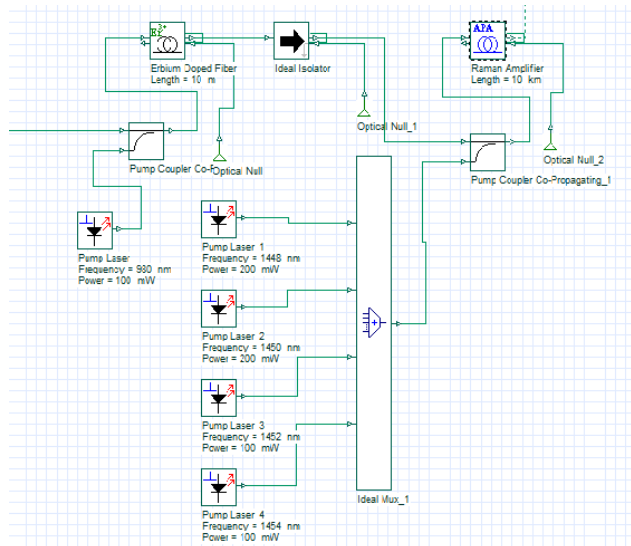 Er3+
APA
Erbium Doped Fiber
Length = 10 m
Ideal Isolator
Raman Amplifier
Length = 10 km
Optical Null_1
Pump Coupler Co-P
Optical Null
Optical Null_2
Pump Coupler Co-Propagating_1
Pump Laser
Frequency = 980 nm
Power = 100 mW
Pump Laser 1
Frequency = 1448 nm
Power = 200 mW
Pump Laser 2
Frequency = 1450 nm
Power = 200 mW
Pump Laser 3
Frequency = 1452 nm
Power = 100 mW
Pump Laser 4
Frequency = 1454 nm
Power = 100 mW
Ideal Mux_1